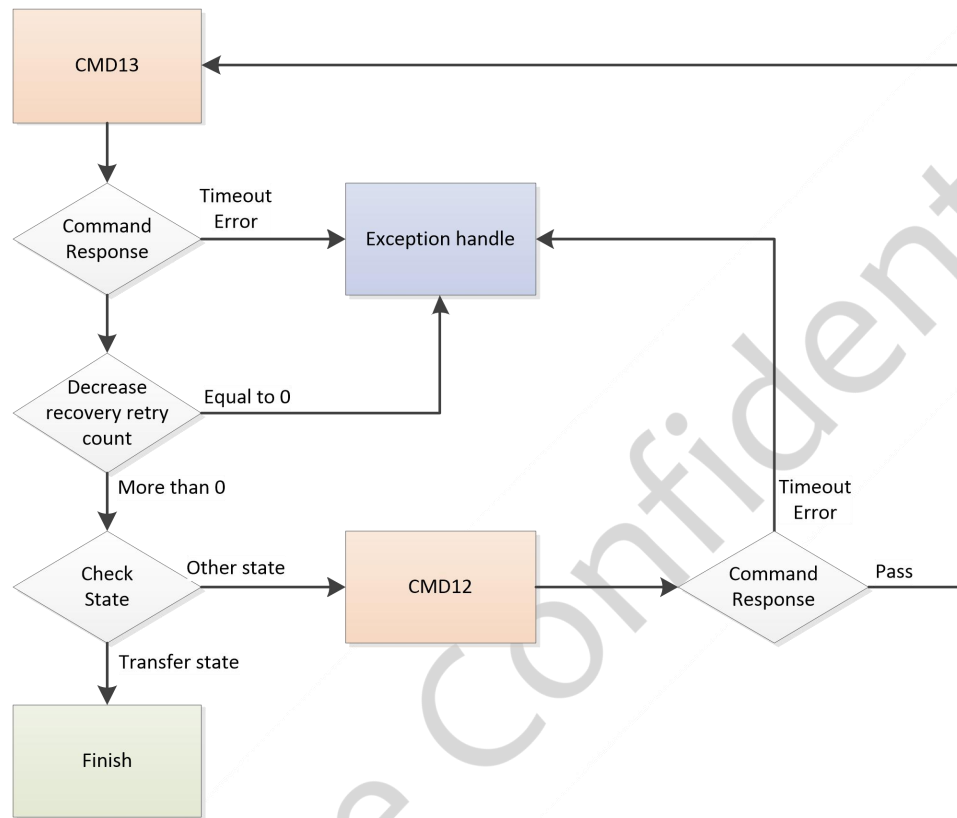 CMD13
Timeout
Error
Command
Response
Exception handle
Decrease
recovery retry
count
Equal to 0
More than 0
Timeout
Error
Check
State
Other state
CMD12
Command
Response
Pass
Transfer state
Finish
e Confident